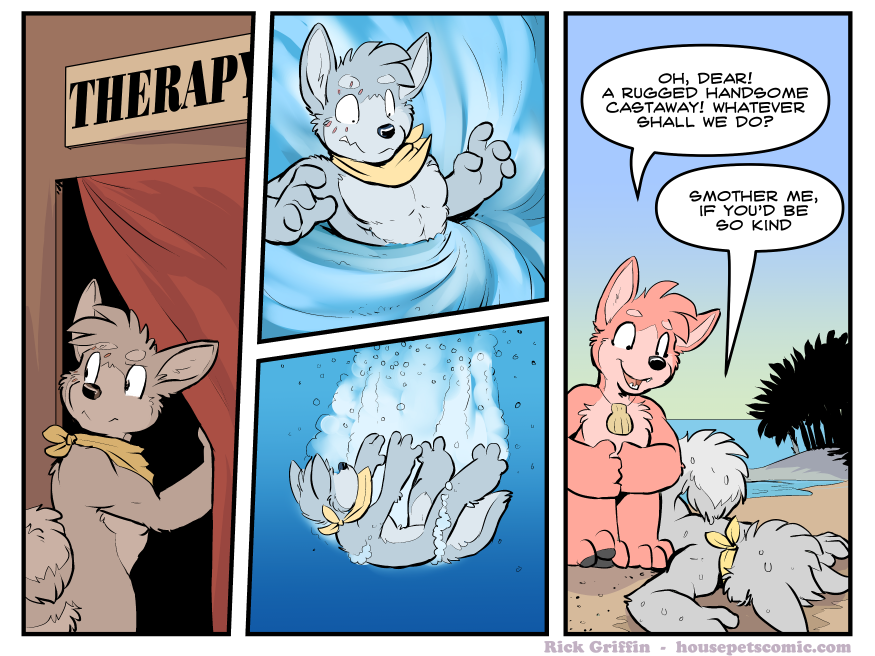 THERAPY
OH, DEAR!
A RUGGED HANDSOME
CASTAWAY! WHATEVER
SHALL WE DO?
SMOTHER ME,
IF YOU'D BE
SO KIND
Rick Griffin - housepetscomic.com